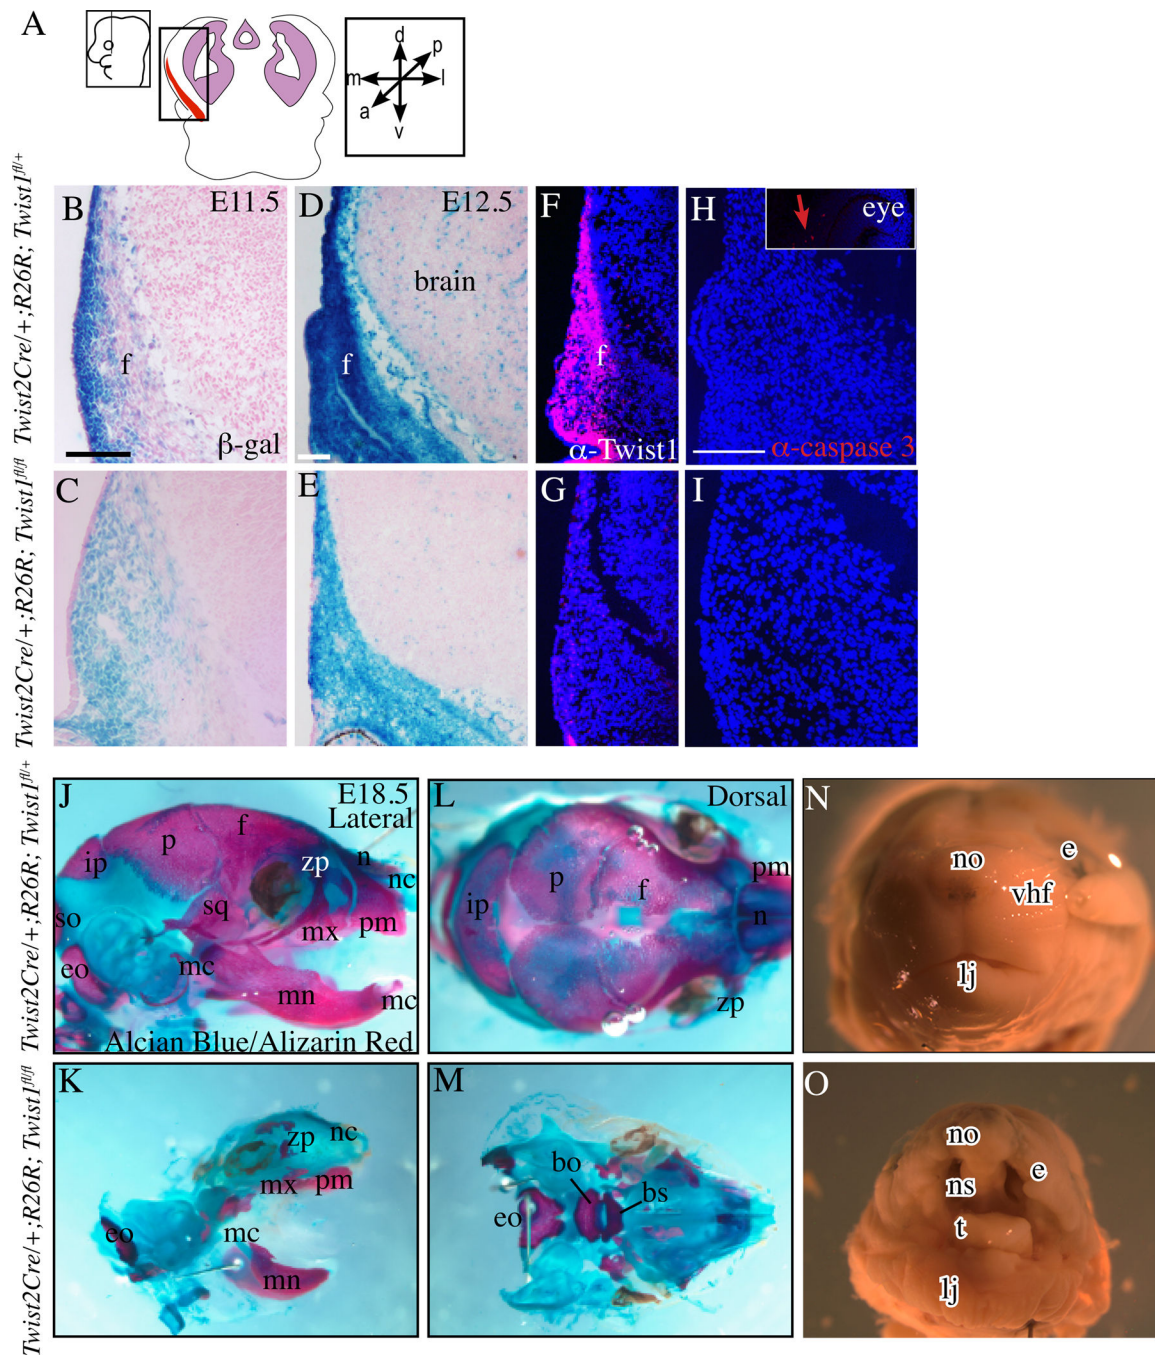 A
d
p
m
l
a
v
Twist2Cre/+;R26R; Twist1fl/+
B
E11.5
f
β-gal
D
E12.5
brain
f
F
f
α-Twist1
H
eye
α-caspase 3
Twist2Cre/+;R26R; Twist1fl/fl
C
E
G
I
Twist2Cre/+;R26R; Twist1fl/+
J
E18.5
Lateral
f
p
ip
zp
n
nc
sq
so
pm
mx
eo
mc
mn
mc
Alcian Blue/Alizarin Red
L
Dorsal
pm
p
f
ip
n
zp
N
no
e
vhf
lj
Twist2Cre/+;R26R; Twist1fl/fl
K
zp
nc
mx
pm
eo
mc
mn
M
bo
bs
eo
O
no
ns
e
t
lj